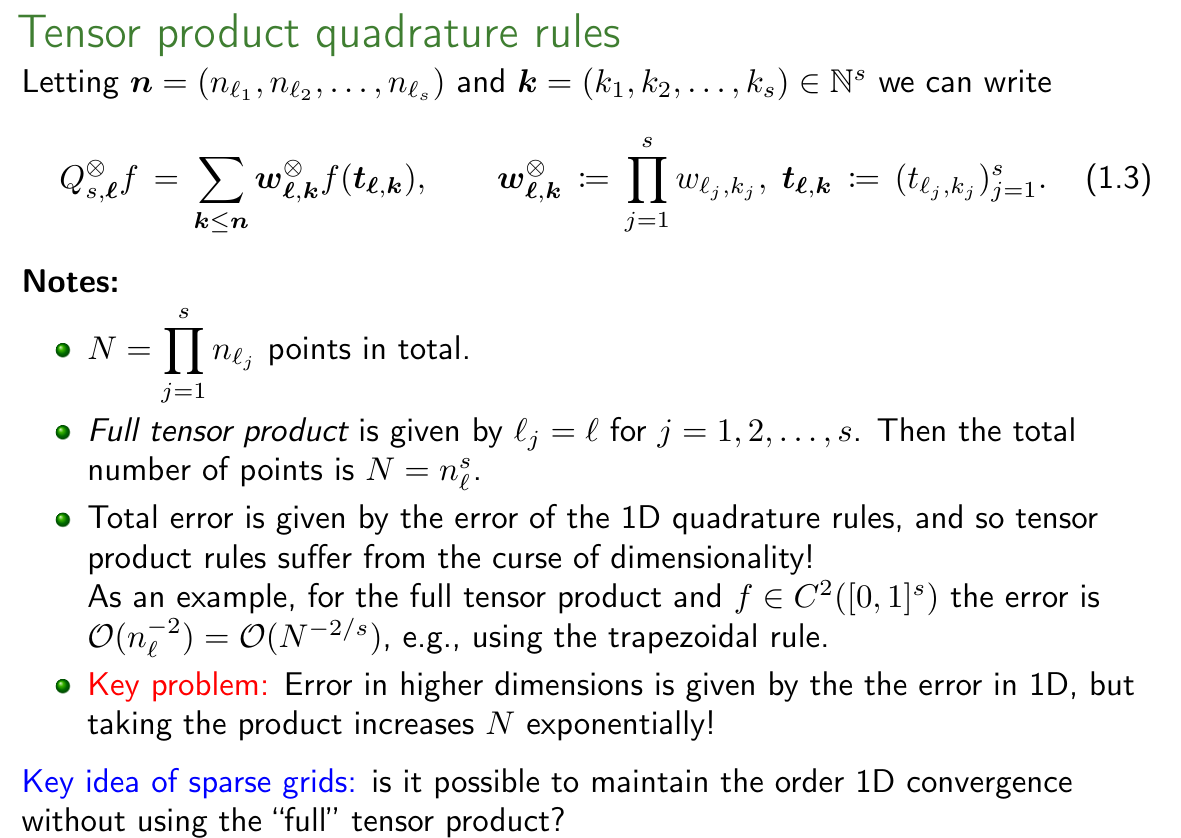 Tensor product quadrature rules
Letting $\boldsymbol{n} = (n_{\ell_1}, n_{\ell_2}, \ldots, n_{\ell_s})$ and $\boldsymbol{k} = (k_1, k_2, \ldots, k_s) \in \mathbb{N}^s$ we can write
$Q^{\otimes}_{s,\boldsymbol{\ell}} f = \sum_{\boldsymbol{k} \leq \boldsymbol{n}} \boldsymbol{w}^{\otimes}_{\boldsymbol{\ell},\boldsymbol{k}} f(\boldsymbol{t}_{\boldsymbol{\ell},\boldsymbol{k}}), \qquad \boldsymbol{w}^{\otimes}_{\boldsymbol{\ell},\boldsymbol{k}} := \prod_{j=1}^{s} w_{\ell_j,k_j}, \ \boldsymbol{t}_{\boldsymbol{\ell},\boldsymbol{k}} := (t_{\ell_j,k_j})_{j=1}^{s}. \quad (1.3)$
Notes:
$N = \prod_{j=1}^{s} n_{\ell_j}$ points in total.
Full tensor product is given by $\ell_j = \ell$ for $j = 1, 2, \ldots, s$. Then the total
number of points is $N = n_\ell^s$.
Total error is given by the error of the 1D quadrature rules, and so tensor
product rules suffer from the curse of dimensionality!
As an example, for the full tensor product and $f \in C^2([0,1]^s)$ the error is
$\mathcal{O}(n_\ell^{-2}) = \mathcal{O}(N^{-2/s})$, e.g., using the trapezoidal rule.
Key problem: Error in higher dimensions is given by the the error in 1D, but
taking the product increases $N$ exponentially!
Key idea of sparse grids: is it possible to maintain the order 1D convergence
without using the “full” tensor product?